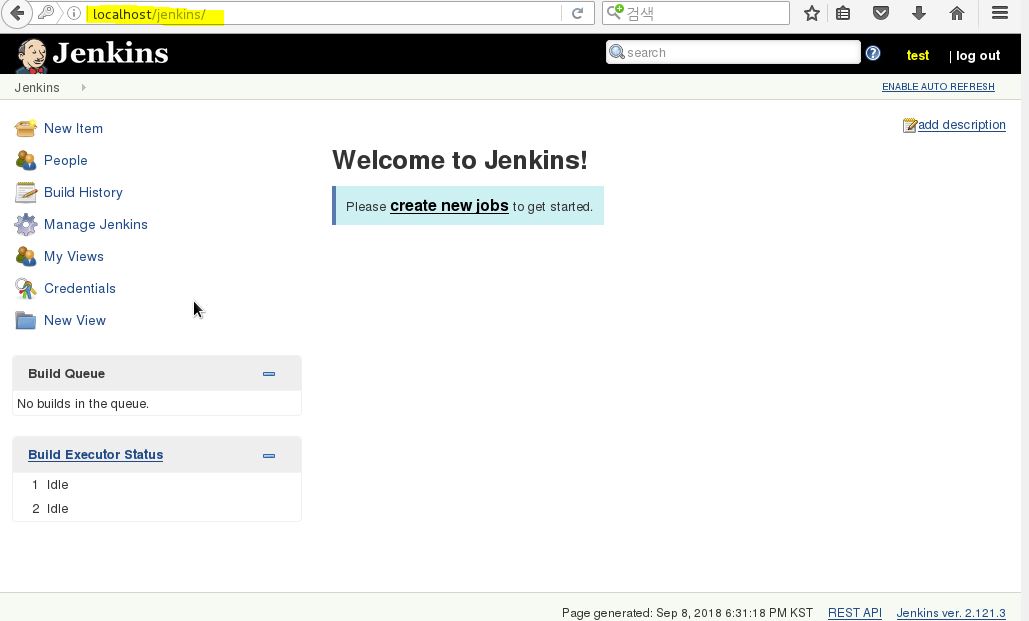 localhost/jenkins/
검색
Jenkins
search
test
| log out
Jenkins
ENABLE AUTO REFRESH
New Item
People
Build History
Manage Jenkins
My Views
Credentials
New View
add description
Welcome to Jenkins!
Please create new jobs to get started.
Build Queue
No builds in the queue.
Build Executor Status
1 Idle
2 Idle
Page generated: Sep 8, 2018 6:31:18 PM KST REST API Jenkins ver. 2.121.3